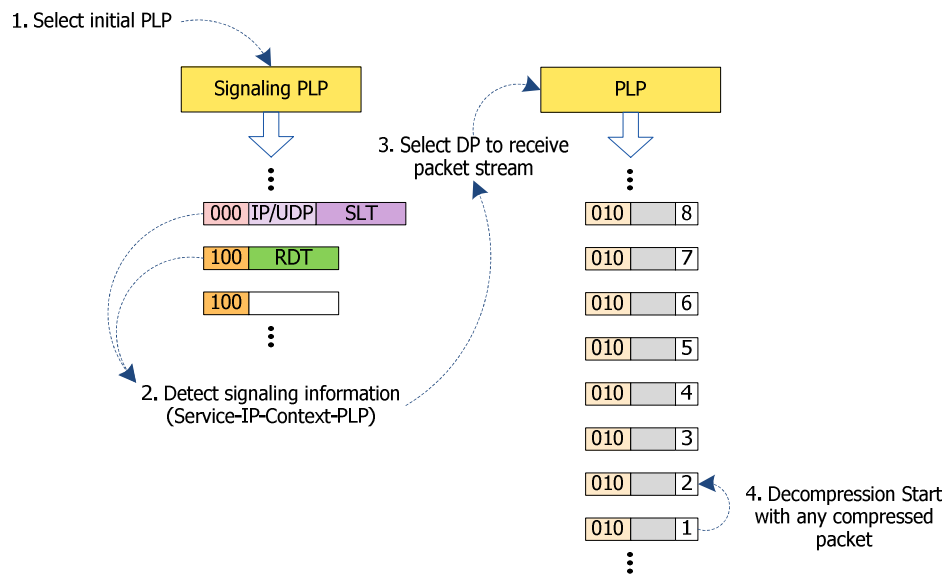 1. Select initial PLP
Signaling PLP
000 IP/UDP SLT
100 RDT
100
2. Detect signaling information
(Service-IP-Context-PLP)
3. Select DP to receive
packet stream
PLP
010 8
010 7
010 6
010 5
010 4
010 3
010 2
010 1
4. Decompression Start
with any compressed
packet